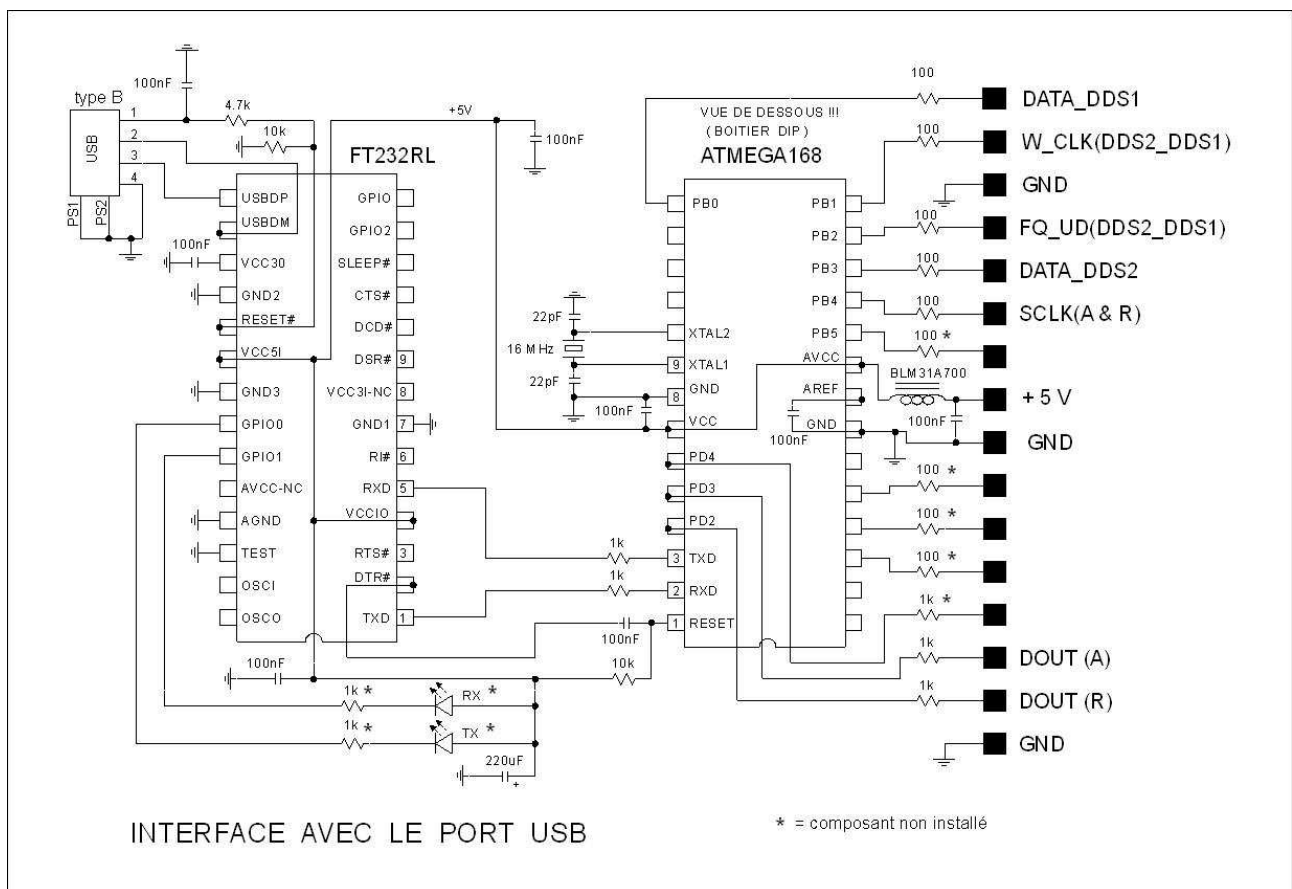 type B
USB
PS1
PS2
1
2
3
4
100nF
4.7k
10k
100nF
+5V
100nF
FT232RL
USBDP
USBDM
VCC30
GND2
RESET#
VCC5I
GND3
GPIO0
GPIO1
AVCC-NC
AGND
TEST
OSCI
OSCO
GPIO
GPIO2
SLEEP#
CTS#
DCD#
DSR# 9
VCC3I-NC 8
GND1 7
RI# 6
RXD 5
VCCIO
RTS# 3
DTR#
TXD 1
VUE DE DESSOUS !!!
(BOITIER DIP)
ATMEGA168
PB0
XTAL2
9 XTAL1
8 GND
VCC
PD4
PD3
PD2
3 TXD
2 RXD
1 RESET
PB1
PB2
PB3
PB4
PB5
AVCC
AREF
GND
22pF
16 MHz
22pF
100nF
100nF
1k
1k
100nF
10k
100nF
1k *
RX *
1k *
TX *
220uF
+
100
DATA_DDS1
100
W_CLK(DDS2_DDS1)
GND
100
FQ_UD(DDS2_DDS1)
100
DATA_DDS2
100
SCLK(A & R)
100 *
BLM31A700
+ 5 V
100nF
GND
100 *
100 *
100 *
1k *
1k
DOUT (A)
1k
DOUT (R)
GND
INTERFACE AVEC LE PORT USB
* = composant non installé